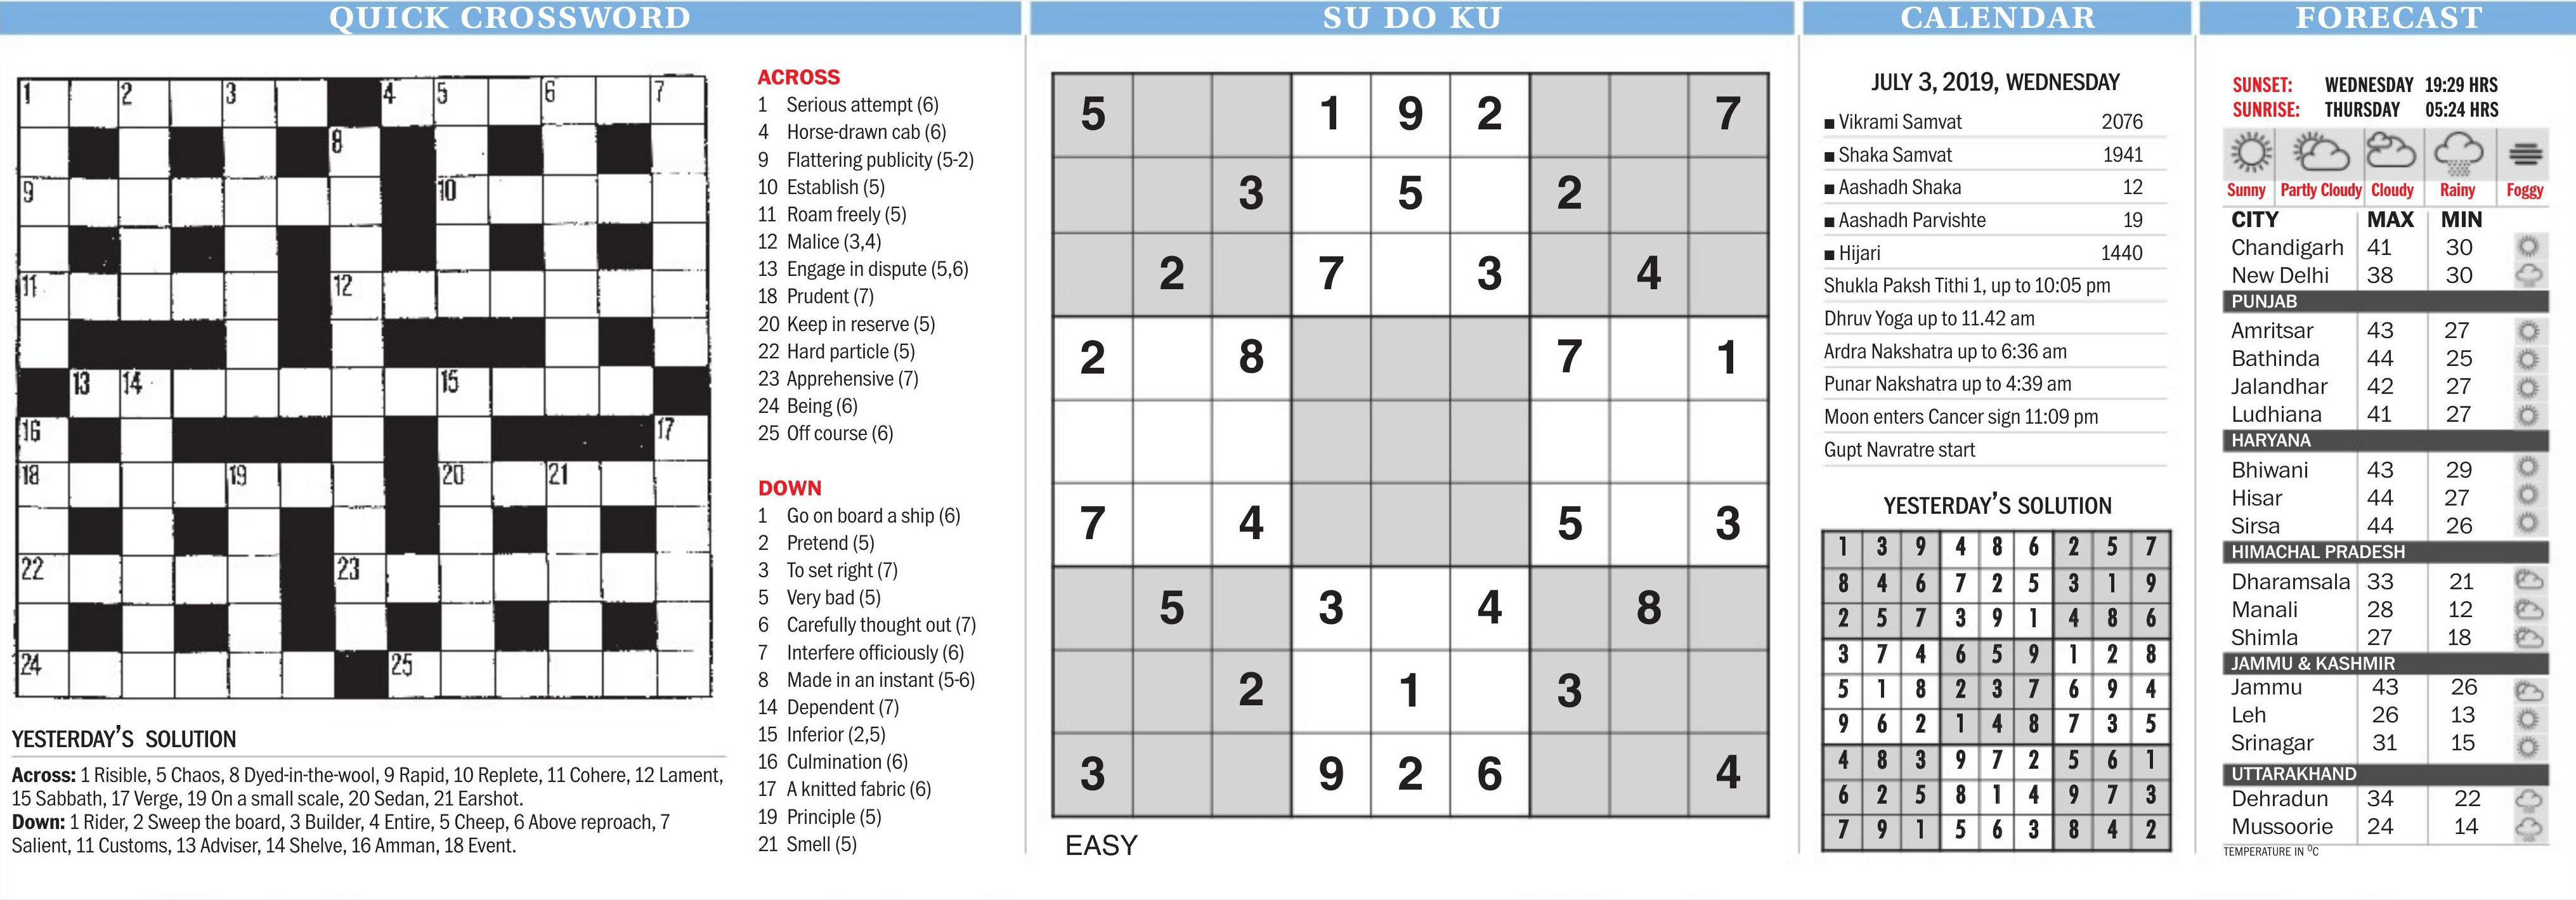 QUICK CROSSWORD
1 2 3 4 5 6 7
8
9 10
11 12
13 14 15
16 17
18 19 20 21
22 23
24 25
YESTERDAY'S SOLUTION
Across: 1 Risible, 5 Chaos, 8 Dyed-in-the-wool, 9 Rapid, 10 Replete, 11 Cohere, 12 Lament,
15 Sabbath, 17 Verge, 19 On a small scale, 20 Sedan, 21 Earshot.
Down: 1 Rider, 2 Sweep the board, 3 Builder, 4 Entire, 5 Cheep, 6 Above reproach, 7
Salient, 11 Customs, 13 Adviser, 14 Shelve, 16 Amman, 18 Event.
ACROSS
1 Serious attempt (6)
4 Horse-drawn cab (6)
9 Flattering publicity (5-2)
10 Establish (5)
11 Roam freely (5)
12 Malice (3,4)
13 Engage in dispute (5,6)
18 Prudent (7)
20 Keep in reserve (5)
22 Hard particle (5)
23 Apprehensive (7)
24 Being (6)
25 Off course (6)
DOWN
1 Go on board a ship (6)
2 Pretend (5)
3 To set right (7)
5 Very bad (5)
6 Carefully thought out (7)
7 Interfere officiously (6)
8 Made in an instant (5-6)
14 Dependent (7)
15 Inferior (2,5)
16 Culmination (6)
17 A knitted fabric (6)
19 Principle (5)
21 Smell (5)
SU DO KU
5 1 9 2 7
3 5 2
2 7 3 4
2 8 7 1
7 4 5 3
5 3 4 8
2 1 3
3 9 2 6 4
EASY
CALENDAR
JULY 3, 2019, WEDNESDAY
■ Vikrami Samvat 2076
■ Shaka Samvat 1941
■ Aashadh Shaka 12
■ Aashadh Parvishte 19
■ Hijari 1440
Shukla Paksh Tithi 1, up to 10:05 pm
Dhruv Yoga up to 11.42 am
Ardra Nakshatra up to 6:36 am
Punar Nakshatra up to 4:39 am
Moon enters Cancer sign 11:09 pm
Gupt Navratre start
YESTERDAY'S SOLUTION
1 3 9 4 8 6 2 5 7
8 4 6 7 2 5 3 1 9
2 5 7 3 9 1 4 8 6
3 7 4 6 5 9 1 2 8
5 1 8 2 3 7 6 9 4
9 6 2 1 4 8 7 3 5
4 8 3 9 7 2 5 6 1
6 2 5 8 1 4 9 7 3
7 9 1 5 6 3 8 4 2
FORECAST
SUNSET: WEDNESDAY 19:29 HRS
SUNRISE: THURSDAY 05:24 HRS
Sunny Partly Cloudy Cloudy Rainy Foggy
CITY MAX MIN
Chandigarh 41 30
New Delhi 38 30
PUNJAB
Amritsar 43 27
Bathinda 44 25
Jalandhar 42 27
Ludhiana 41 27
HARYANA
Bhiwani 43 29
Hisar 44 27
Sirsa 44 26
HIMACHAL PRADESH
Dharamsala 33 21
Manali 28 12
Shimla 27 18
JAMMU & KASHMIR
Jammu 43 26
Leh 26 13
Srinagar 31 15
UTTARAKHAND
Dehradun 34 22
Mussoorie 24 14
TEMPERATURE IN ⁰C